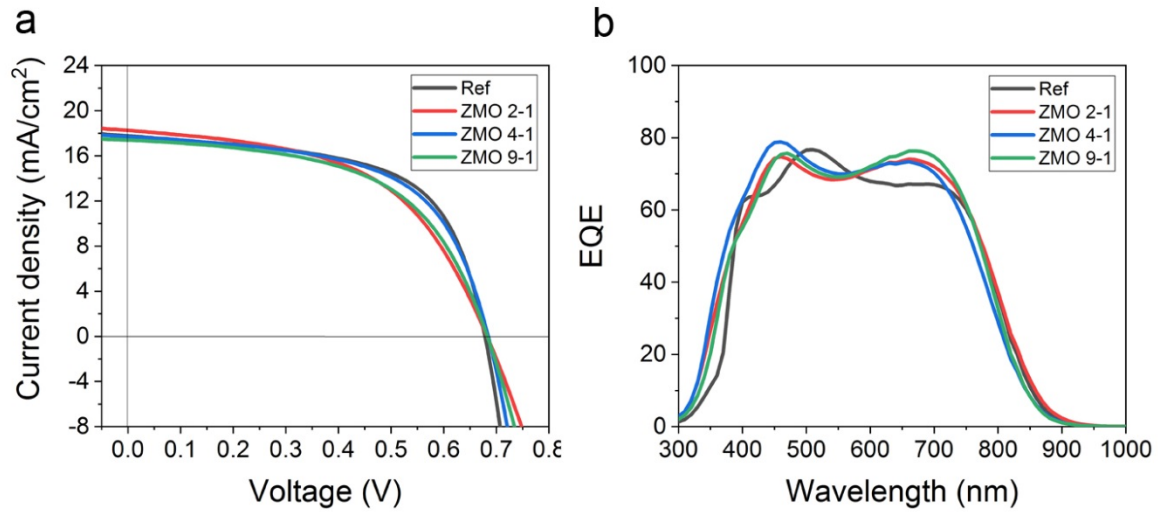 a
Current density (mA/cm²)
24
20
16
12
8
4
0
-4
-8
0.0 0.1 0.2 0.3 0.4 0.5 0.6 0.7 0.8
Voltage (V)
Ref
ZMO 2-1
ZMO 4-1
ZMO 9-1
b
EQE
100
80
60
40
20
0
300 400 500 600 700 800 900 1000
Wavelength (nm)
Ref
ZMO 2-1
ZMO 4-1
ZMO 9-1